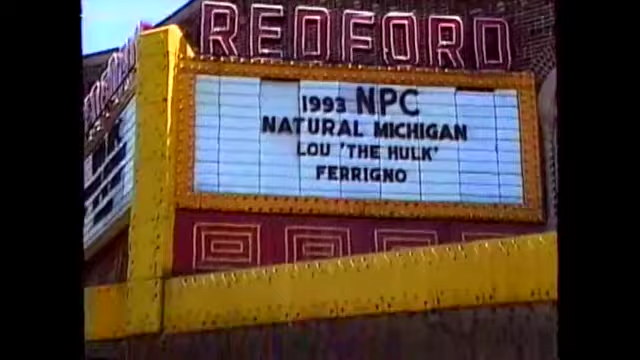 REDFORD
1993 NPC
NATURAL MICHIGAN
LOU 'THE HULK'
FERRIGNO